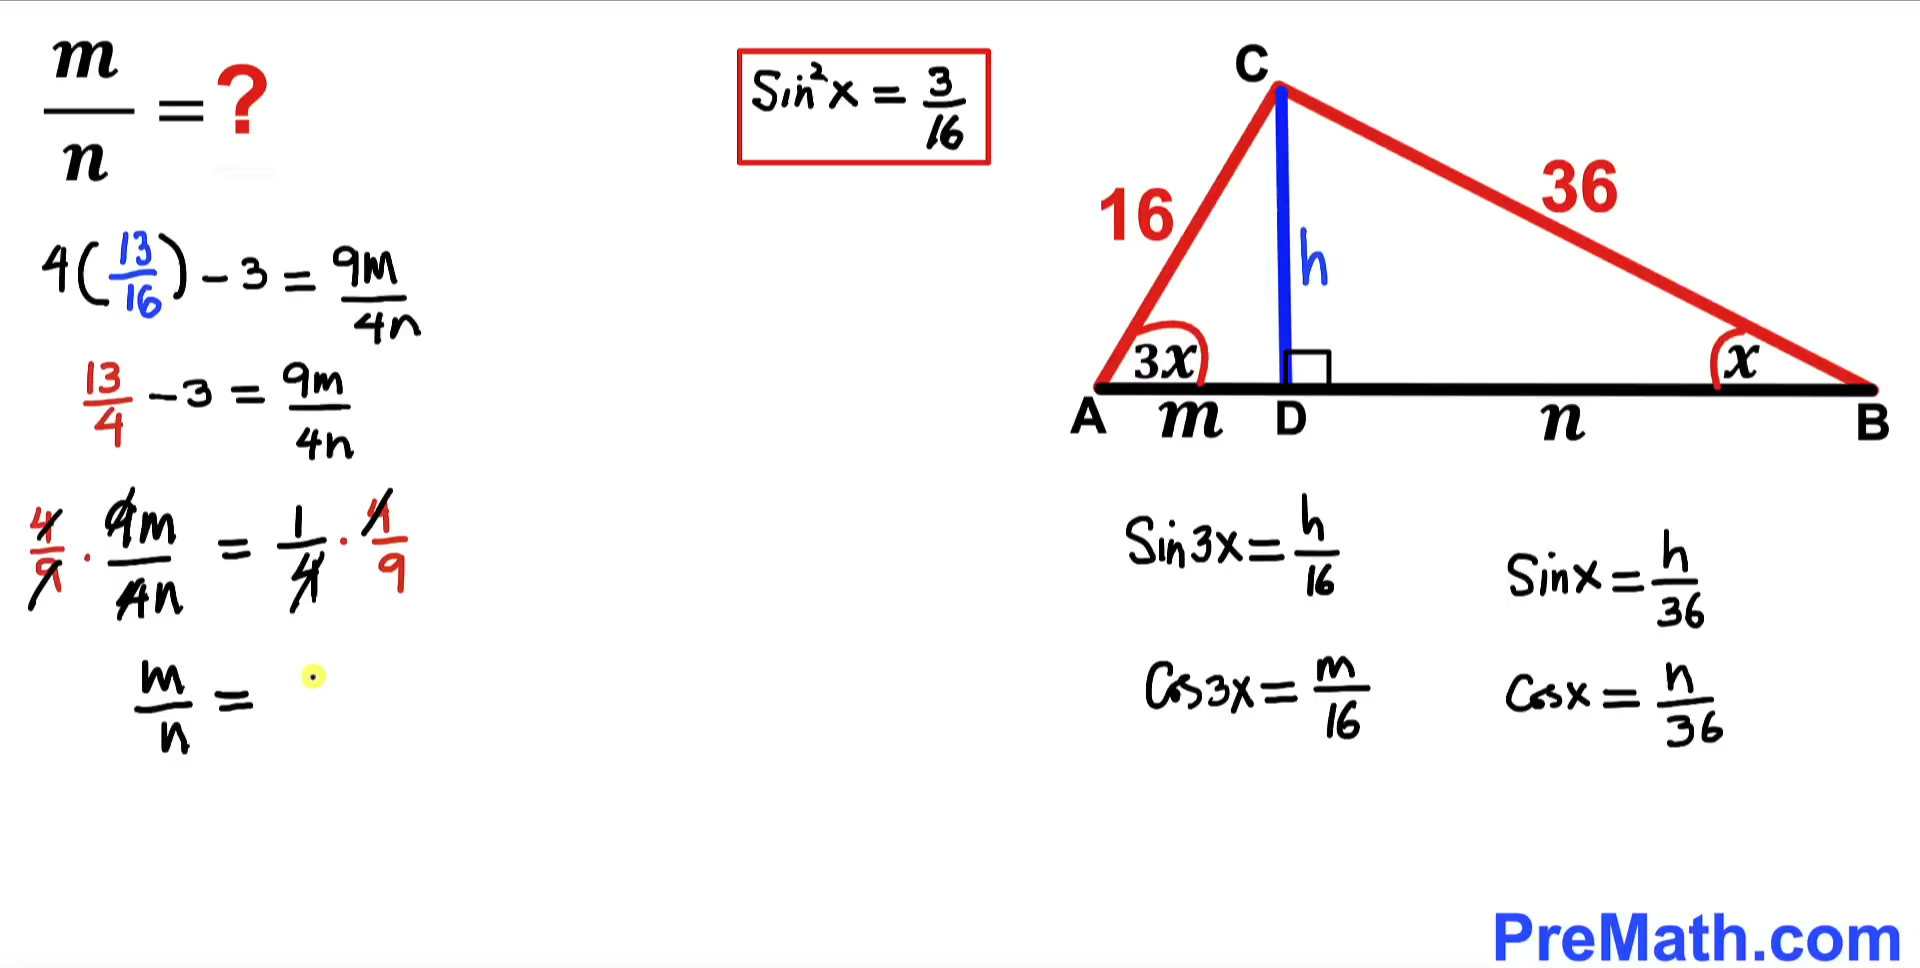 m/n = ?
Sin²x = 3/16
4(13/16) - 3 = 9m/4n
13/4 - 3 = 9m/4n
4/9 · 9m/4n = 1/4 · 4/9
m/n =
C
16
36
h
3x
x
A
m
D
n
B
Sin3x = h/16
Sinx = h/36
Cos3x = m/16
Cosx = n/36
PreMath.com